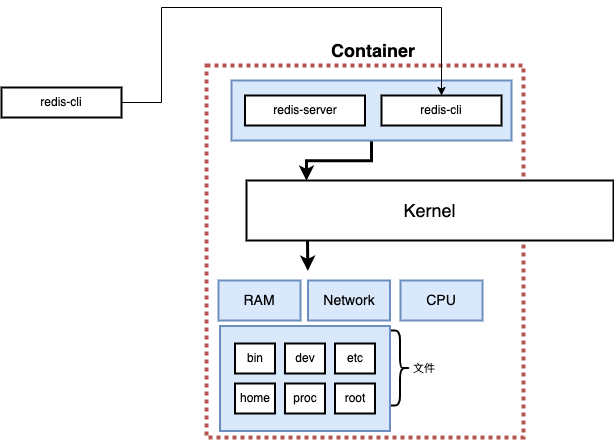 Container
redis-cli
redis-server
redis-cli
Kernel
RAM
Network
CPU
bin
dev
etc
文件
home
proc
root